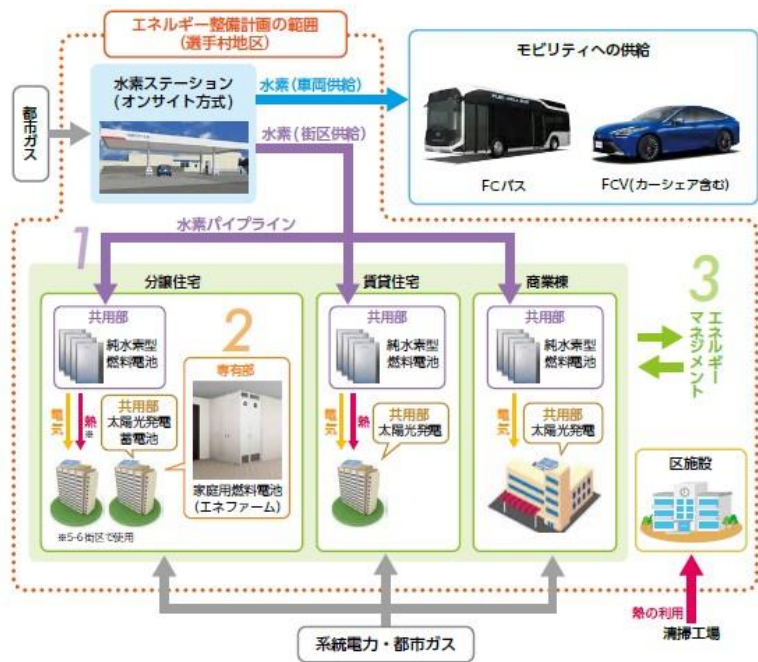 エネルギー整備計画の範囲
(選手村地区)
都市ガス
水素ステーション
(オンサイト方式)
水素(車両供給)
水素(街区供給)
モビリティへの供給
FCバス
FCV(カーシェア含む)
1
水素パイプライン
分譲住宅
共用部
純水素型
燃料電池
電気
熱
※
共用部
太陽光発電
蓄電池
※5-6街区で使用
2
専有部
家庭用燃料電池
(エネファーム)
賃貸住宅
共用部
純水素型
燃料電池
電気
熱
共用部
太陽光発電
商業棟
共用部
純水素型
燃料電池
電気
共用部
太陽光発電
3
エネルギー
マネジメント
区施設
熱の利用
清掃工場
系統電力・都市ガス